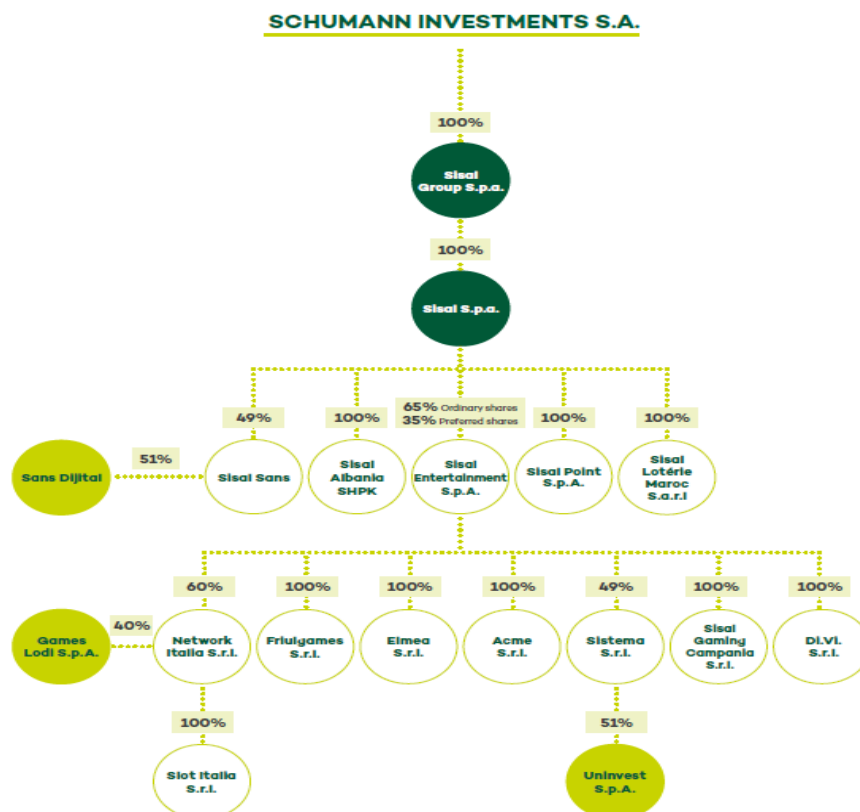 SCHUMANN INVESTMENTS S.A.
100%
Sisal
Group S.p.a.
100%
Sisal S.p.a.
49%
100%
65% Ordinary shares
35% Preferred shares
100%
100%
Sans Dijital
51%
Sisal Sans
Sisal
Albania
SHPK
Sisal
Entertainment
S.p.A.
Sisal Point
S.p.A.
Sisal
Lotérie
Maroc
S.a.r.l
60%
100%
100%
100%
49%
100%
100%
Games
Lodi S.p.A.
40%
Network
Italia S.r.l.
Friulgames
S.r.l.
Elmea
S.r.l.
Acme
S.r.l.
Sistema
S.r.l.
Sisal
Gaming
Campania
S.r.l.
Di.Vi.
S.r.l.
100%
51%
Slot Italia
S.r.l.
Uninvest
S.p.A.